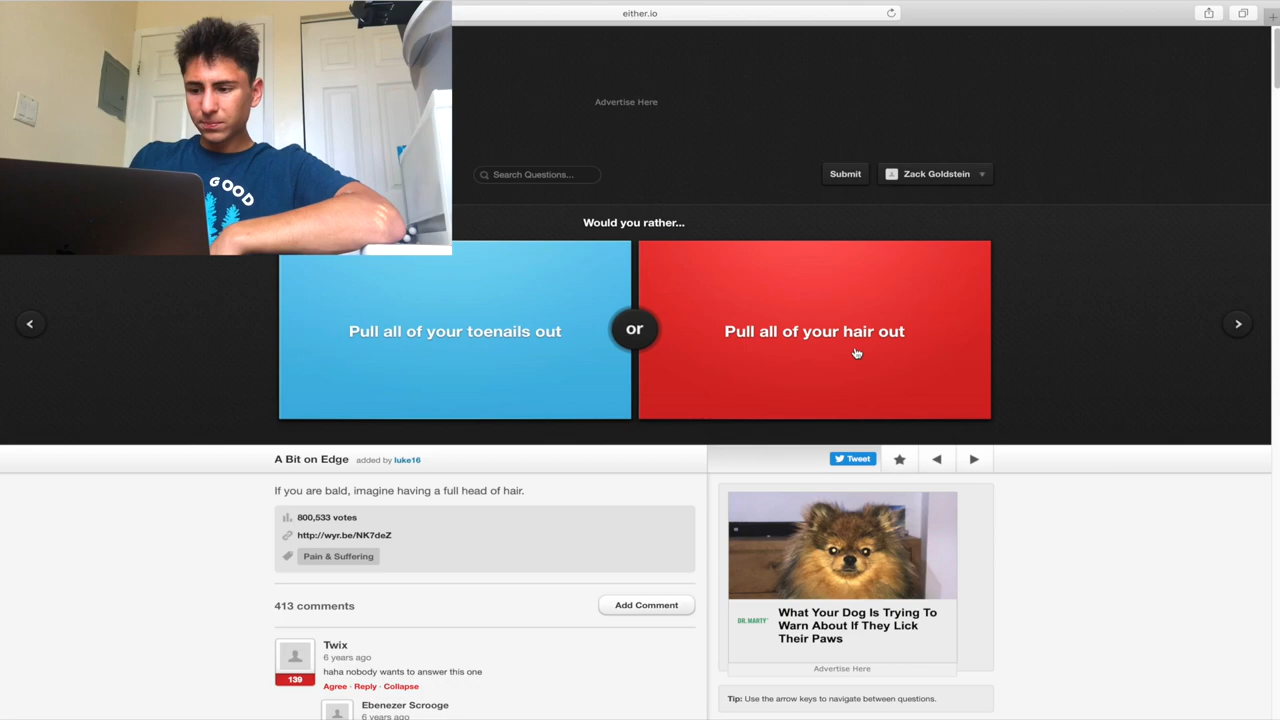 either.io
Advertise Here
GOOD
Search Questions...
Submit
Zack Goldstein
Would you rather...
Pull all of your toenails out
or
Pull all of your hair out
A Bit on Edge added by luke16
Tweet
If you are bald, imagine having a full head of hair.
800,533 votes
http://wyr.be/NK7deZ
Pain & Suffering
413 comments
Add Comment
Twix
6 years ago
139
haha nobody wants to answer this one
Agree · Reply · Collapse
Ebenezer Scrooge
6 years ago
DR. MARTY
What Your Dog Is Trying To
Warn About If They Lick
Their Paws
Advertise Here
Tip: Use the arrow keys to navigate between questions.